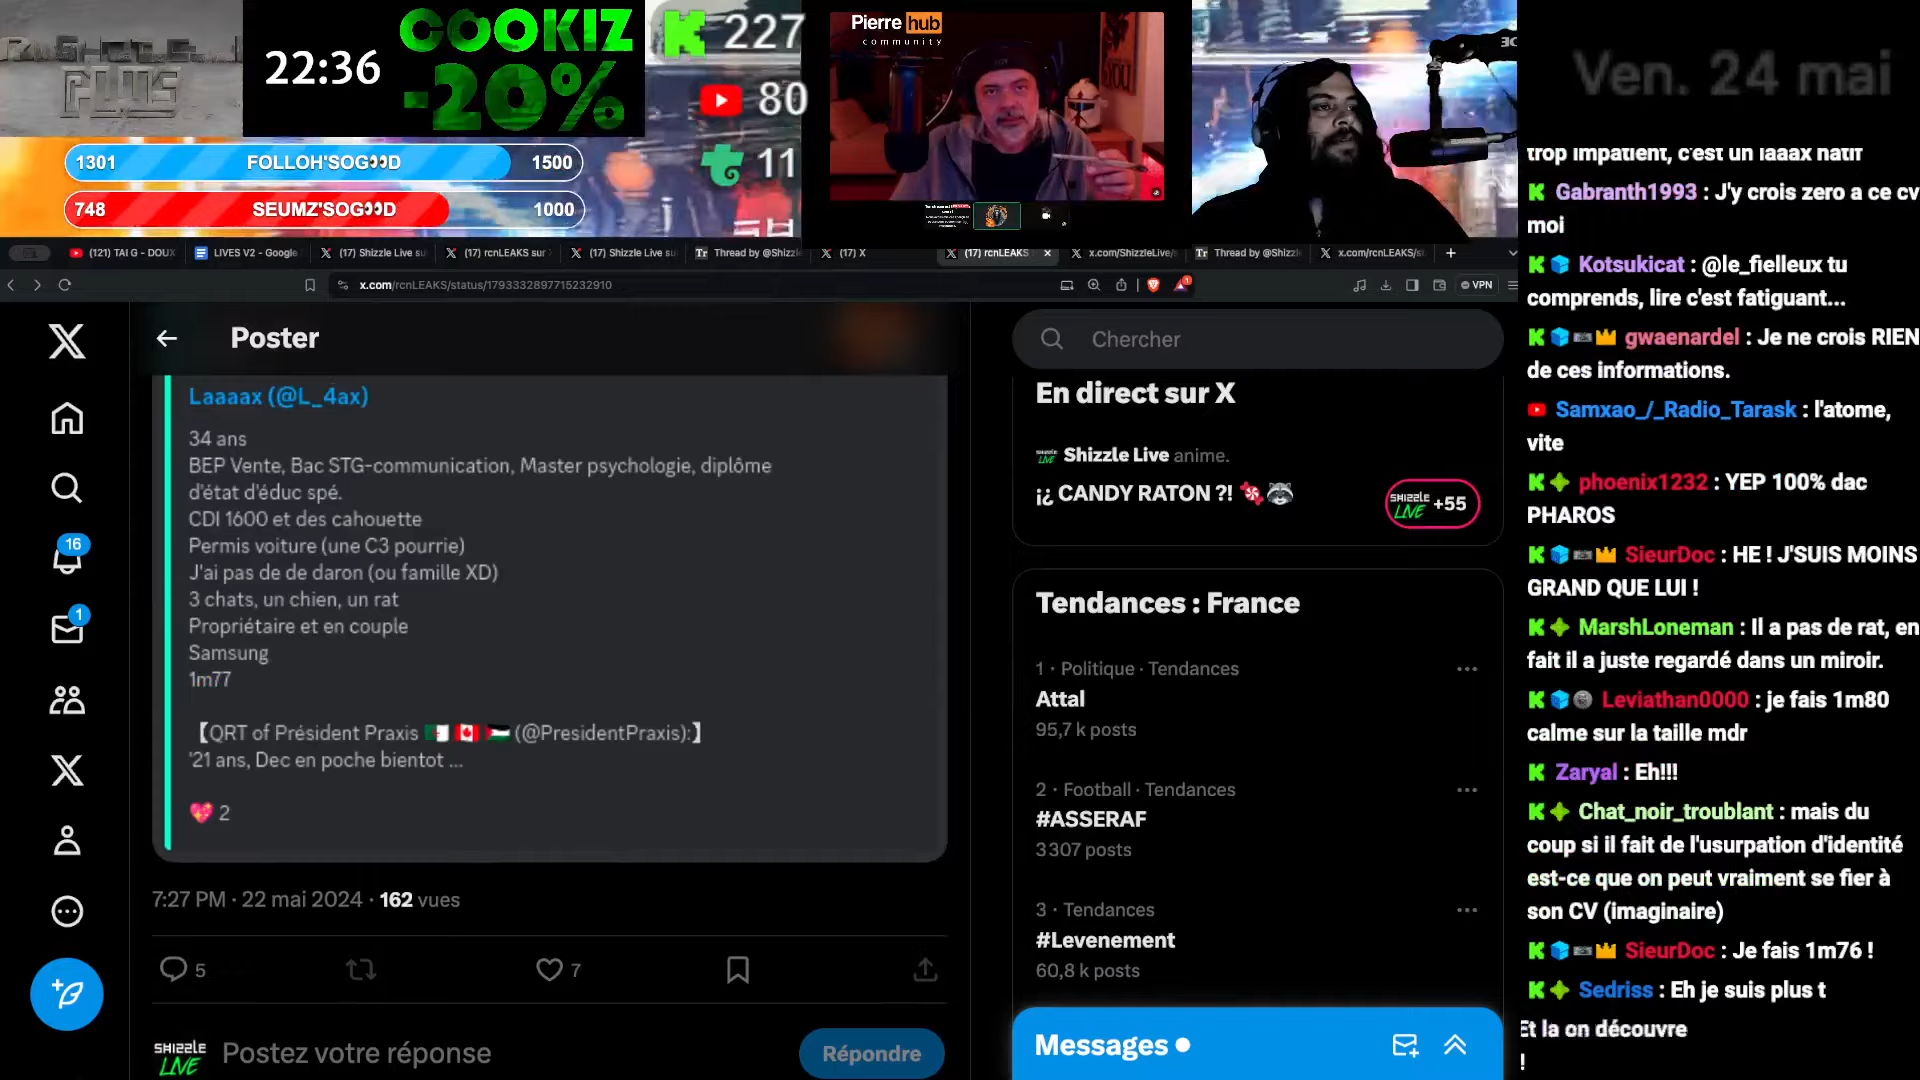 PLUS
22:36
COOKIZ
-20%
227
80
11
1301 FOLLOH'SOG👀D 1500
748 SEUMZ'SOG👀D 1000
Pierre hub
community
Ven. 24 mai
(121) TAI G - DOUX
LIVES V2 - Google
(17) Shizzle Live su
(17) rcnLEAKS sur
(17) Shizzle Live su
Thread by @Shizzle
(17) X
(17) rcnLEAKS
x.com/ShizzleLive/s
Thread by @Shizzle
x.com/rcnLEAKS/st
x.com/rcnLEAKS/status/1793332897715232910
VPN
Poster
Laaaax (@L_4ax)
34 ans
BEP Vente, Bac STG-communication, Master psychologie, diplôme
d'état d'éduc spé.
CDI 1600 et des cahouette
Permis voiture (une C3 pourrie)
J'ai pas de de daron (ou famille XD)
3 chats, un chien, un rat
Propriétaire et en couple
Samsung
1m77
【QRT of Président Praxis 🇩🇿 🇨🇦 🇵🇸 (@PresidentPraxis):】
'21 ans, Dec en poche bientot ...
💖 2
7:27 PM · 22 mai 2024 · 162 vues
5
7
SHIZZLE LIVE
Postez votre réponse
Répondre
16
1
Chercher
En direct sur X
SHIZZLE LIVE Shizzle Live anime.
¡¿ CANDY RATON ?! 🍬🦝
SHIZZLE LIVE +55
Tendances : France
1 · Politique · Tendances
Attal
95,7 k posts
2 · Football · Tendances
#ASSERAF
3 307 posts
3 · Tendances
#Levenement
60,8 k posts
Messages
trop impatient, c'est un laaax natif
Gabranth1993 : J'y crois zero a ce cv
moi
Kotsukicat : @le_fielleux tu
comprends, lire c'est fatiguant...
gwaenardel : Je ne crois RIEN
de ces informations.
Samxao_/_Radio_Tarask : l'atome,
vite
phoenix1232 : YEP 100% dac
PHAROS
SieurDoc : HE ! J'SUIS MOINS
GRAND QUE LUI !
MarshLoneman : Il a pas de rat, en
fait il a juste regardé dans un miroir.
Leviathan0000 : je fais 1m80
calme sur la taille mdr
Zaryal : Eh!!!
Chat_noir_troublant : mais du
coup si il fait de l'usurpation d'identité
est-ce que on peut vraiment se fier à
son CV (imaginaire)
SieurDoc : Je fais 1m76 !
Sedriss : Eh je suis plus t
Et la on découvre
!